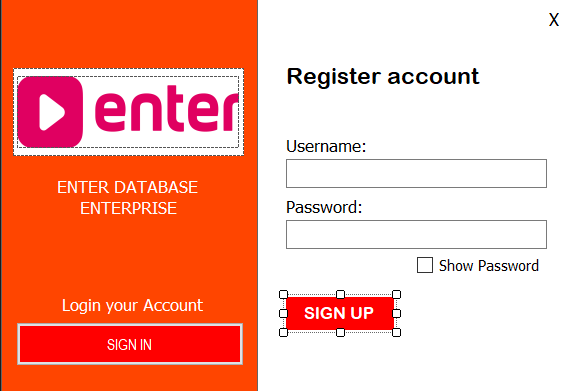 X
enter
ENTER DATABASE
ENTERPRISE
Login your Account
SIGN IN
Register account
Username:
Password:
Show Password
SIGN UP